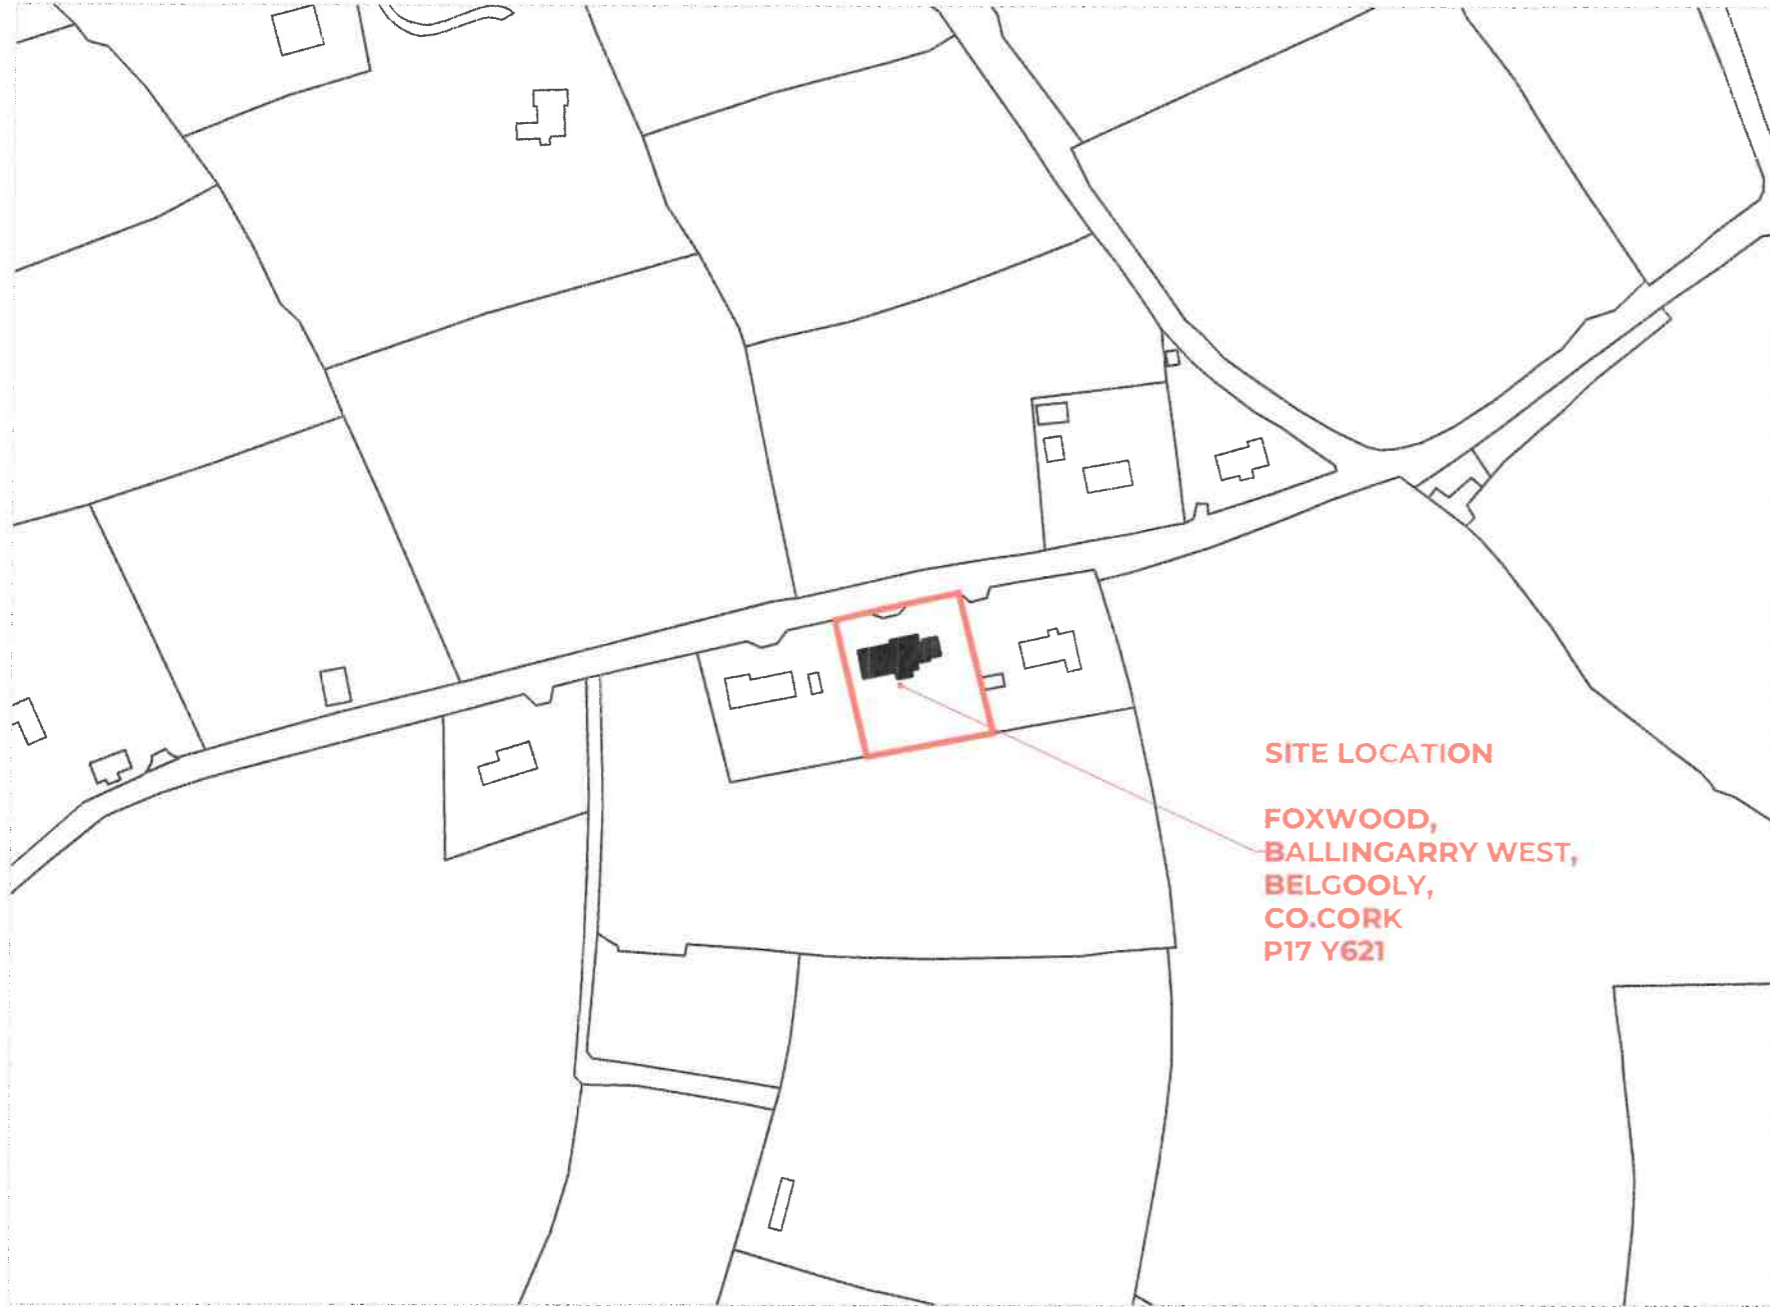 SITE LOCATION
FOXWOOD,
BALLINGARRY WEST,
BELGOOLY,
CO.CORK
P17 Y621